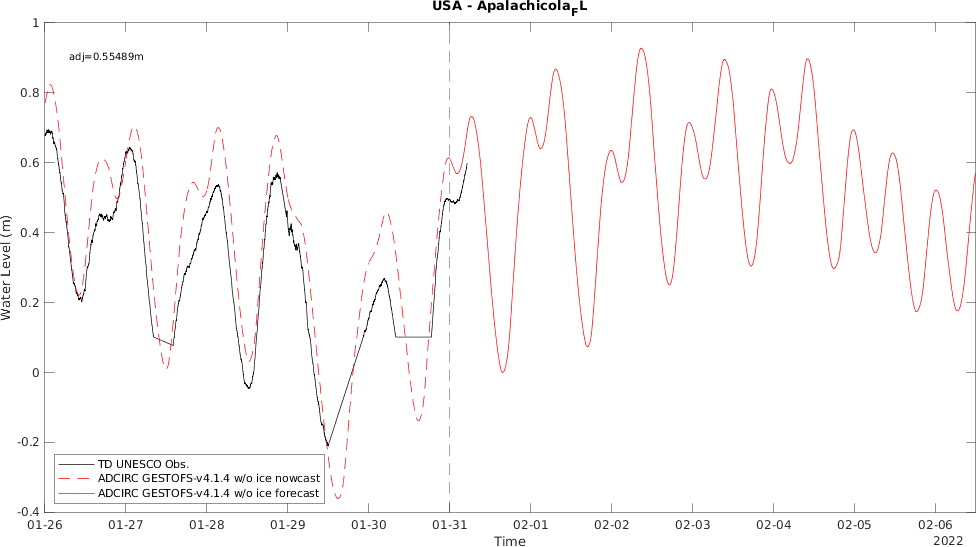 USA - ApalachicolaFL
adj=0.55489m
1
0.8
0.6
0.4
0.2
0
-0.2
-0.4
Water Level (m)
TD UNESCO Obs.
ADCIRC GESTOFS-v4.1.4 w/o ice nowcast
ADCIRC GESTOFS-v4.1.4 w/o ice forecast
01-26 01-27 01-28 01-29 01-30 01-31 02-01 02-02 02-03 02-04 02-05 02-06
Time
2022